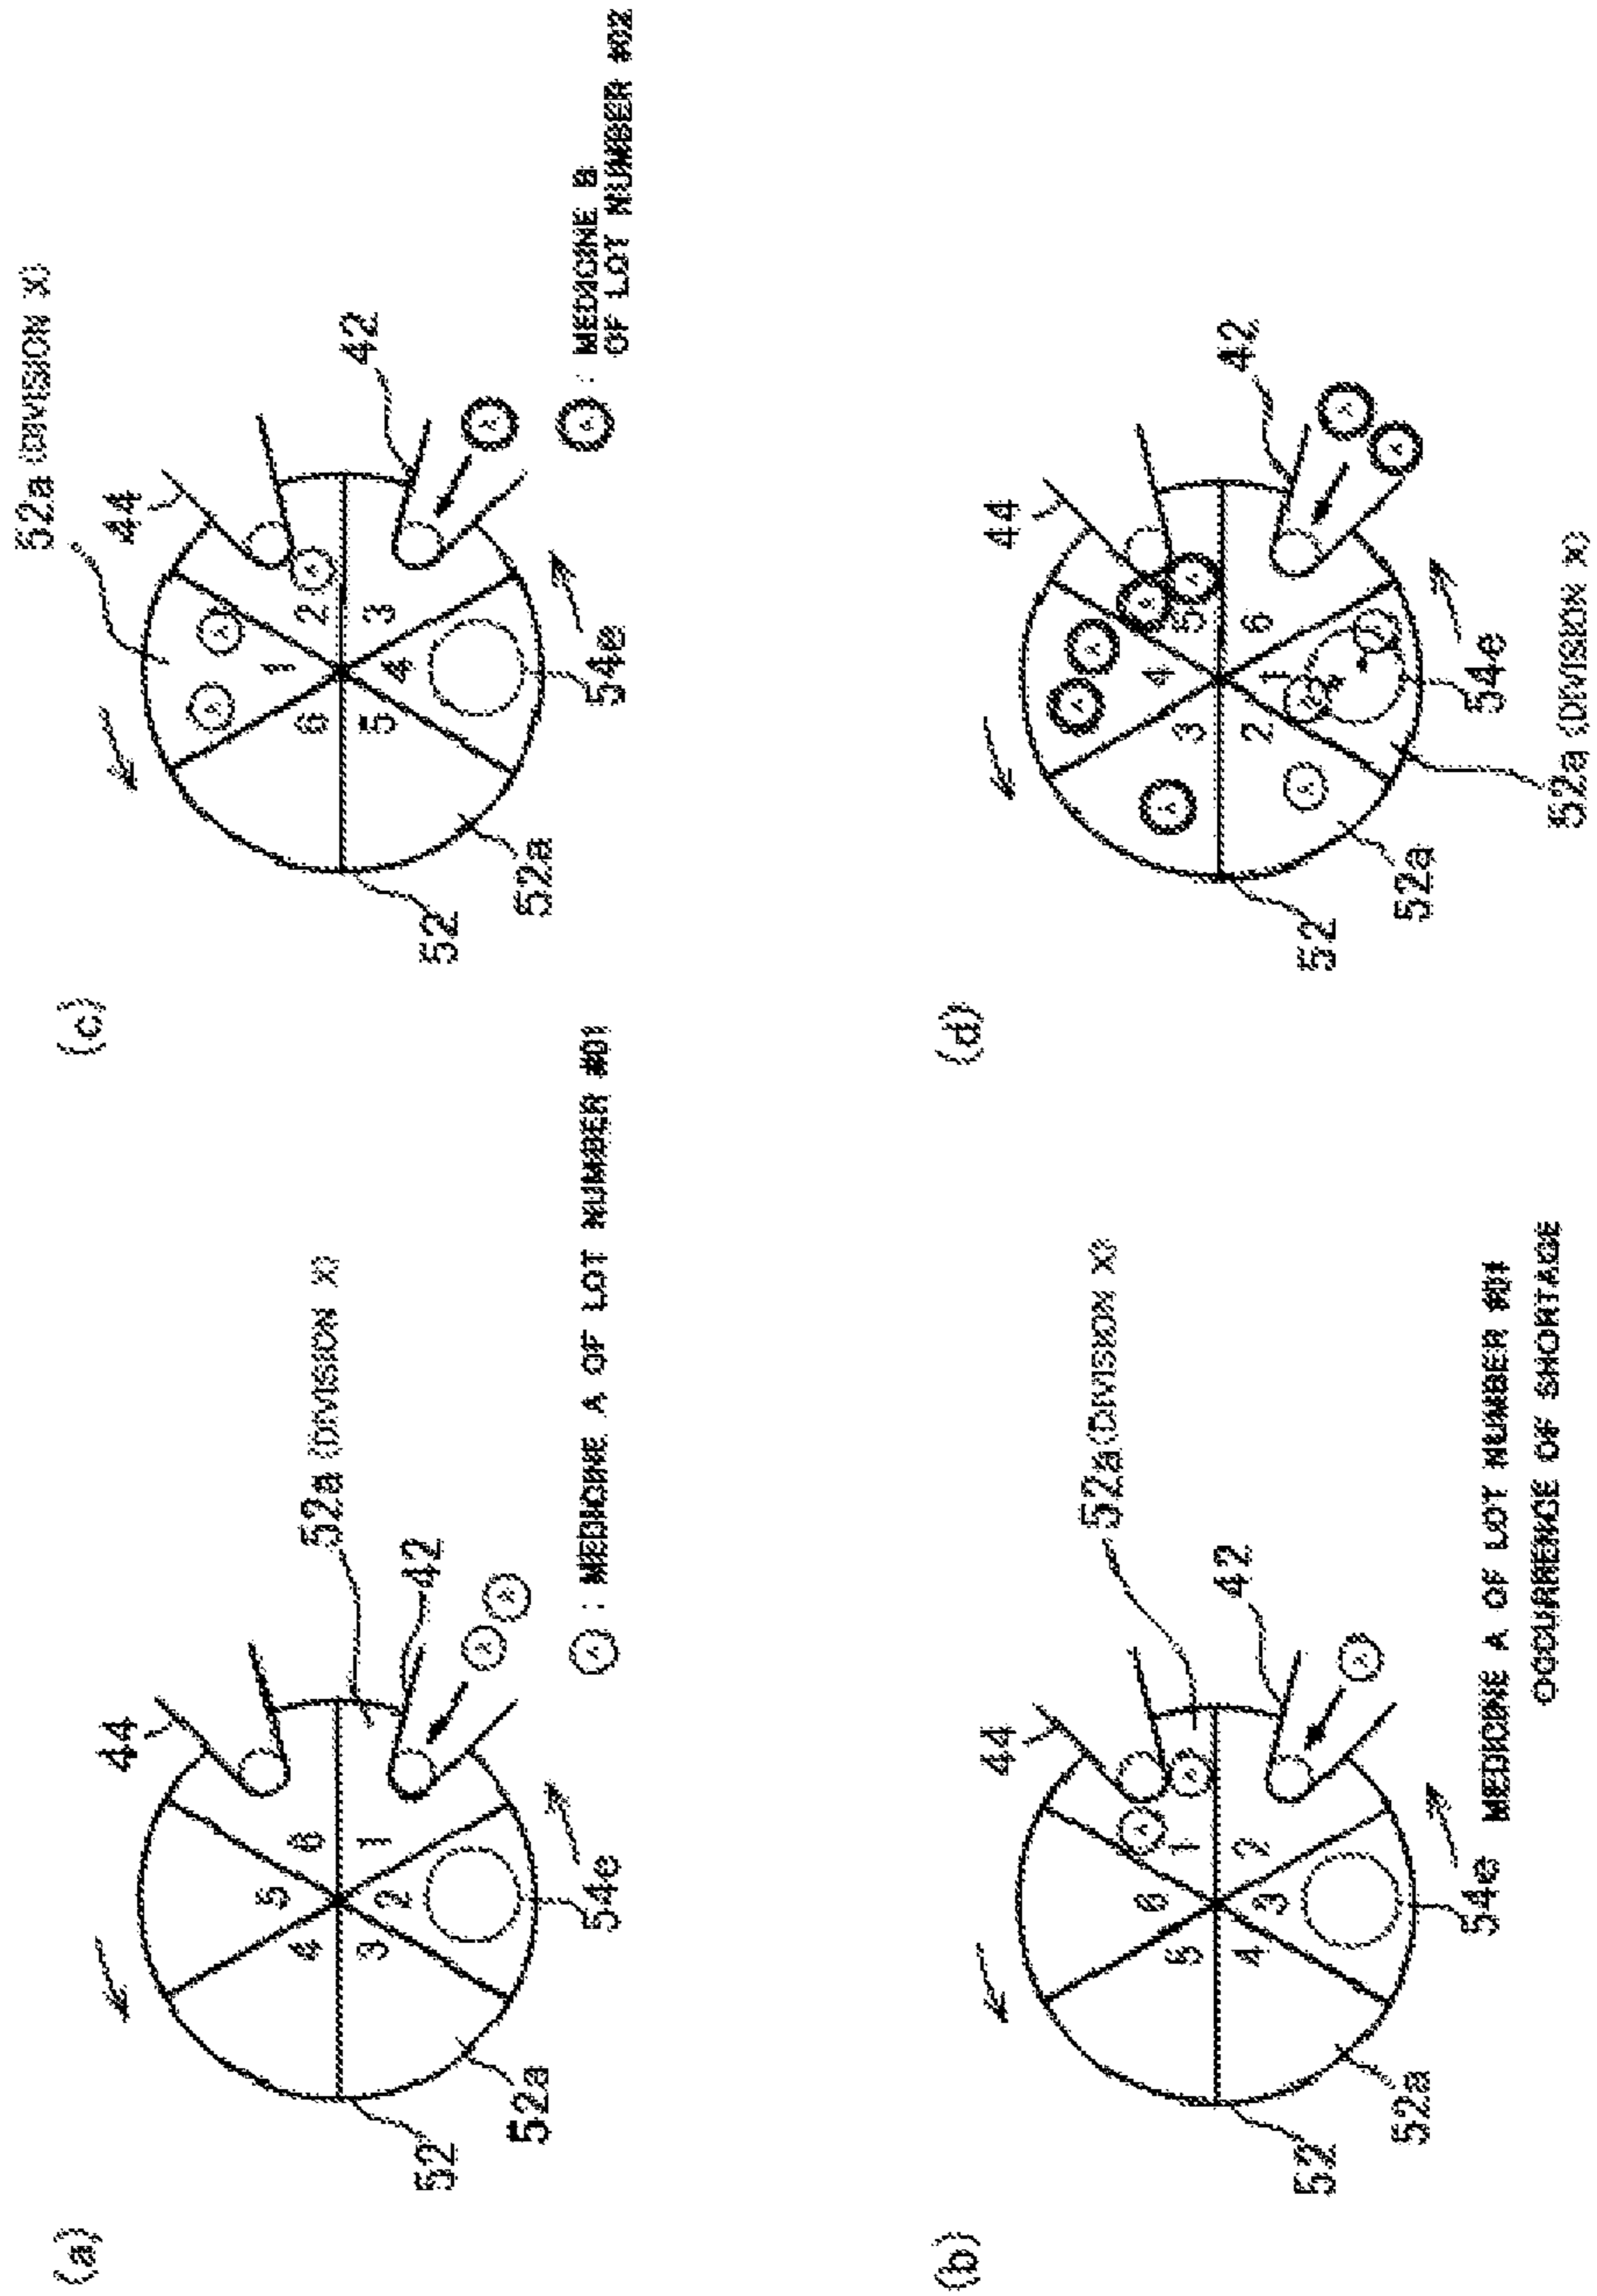 (a)
44
52a (DIVISION X)
4
5
6
3
2
1
42
A
A
52
52a
54e
A : MEDICINE A OF LOT NUMBER #01
(b)
44
52a (DIVISION X)
A
A
5
6
1
4
3
2
42
A
52
52a
54e
MEDICINE A OF LOT NUMBER #01
OCCURRENCE OF SHORTAGE
(c)
52a (DIVISION X)
44
A
A
A
6
1
2
5
4
3
42
A
52
52a
54e
A : MEDICINE B
OF LOT NUMBER #02
(d)
44
A
A
A
A
A
3
4
5
2
1
6
42
A
A
A
52
52a
54e
52a (DIVISION X)